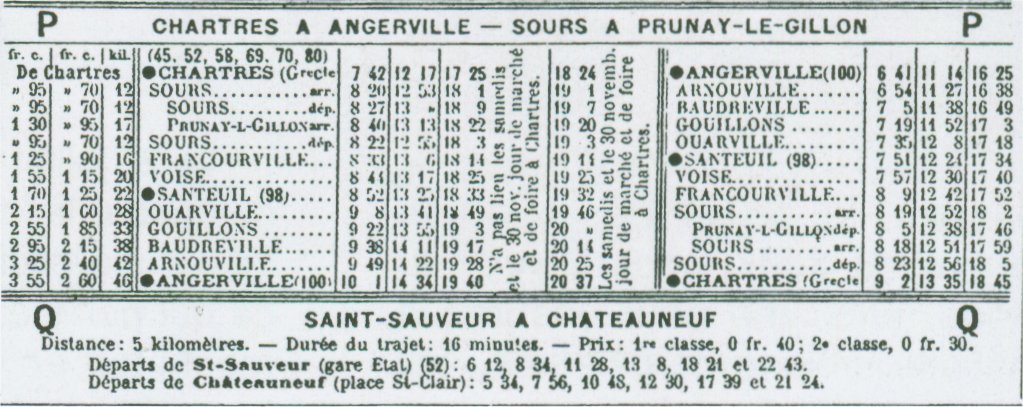 P CHARTRES A ANGERVILLE — SOURS A PRUNAY-LE-GILLON P
fr. c. fr. c. kil. (45, 52, 58, 69, 70, 80)
De Chartres ●CHARTRES (Grecle 7 42 12 17 17 25 18 24 ●ANGERVILLE(100) 6 41 11 14 16 25
» 95 » 70 12 SOURS........arr. 8 20 12 53 18 1 19 1 ARNOUVILLE....... 6 54 11 27 16 38
» 95 » 70 12 SOURS........dép. 8 27 13 » 18 9 BAUDREVILLE...... 7 5 11 38 16 49
1 30 » 95 17 PRUNAY-L-GILLON arr. 8 40 13 13 18 22 19 20 GOUILLONS........ 7 19 11 52 17 3
» 95 » 70 12 SOURS........dép. 8 22 12 55 18 3 19 3 OUARVILLE........ 7 35 12 8 17 18
1 25 » 90 16 FRANCOURVILLE... 8 33 13 6 18 14 19 14 ●SANTEUIL (98)..... 7 51 12 24 17 34
1 55 1 15 20 VOISE............ 8 44 13 17 18 25 19 25 VOISE............ 7 57 12 30 17 40
1 70 1 25 22 ●SANTEUIL (98)..... 8 52 13 25 18 33 19 32 FRANCOURVILLE.... 8 9 12 42 17 52
2 15 1 60 28 OUARVILLE........ 9 8 13 41 18 49 19 46 SOURS........arr. 8 19 12 52 18 2
2 55 1 85 33 GOUILLONS....... 9 22 13 55 19 3 20 » PRUNAY-L-GILLON dép. 8 5 12 38 17 46
2 95 2 15 38 BAUDREVILLE..... 9 38 14 11 19 17 20 14 SOURS........arr. 8 18 12 51 17 59
3 25 2 40 42 ARNOUVILLE...... 9 49 14 22 19 28 20 25 SOURS........dép. 8 23 12 56 18 5
3 55 2 60 46 ●ANGERVILLE(100) 10 1 14 34 19 40 20 37 ●CHARTRES (Grecle 9 2 13 35 18 45
N'a pas lieu les samedis
et le 30 nov. jour de marché
et de foire à Chartres.
Les samedis et le 30 novemb.
jour de marché et de foire
à Chartres.
Q SAINT-SAUVEUR A CHATEAUNEUF Q
Distance: 5 kilomètres. — Durée du trajet: 16 minutes. — Prix: 1re classe, 0 fr. 40; 2e classe, 0 fr. 30.
Départs de St-Sauveur (gare Etat) (52): 6 12, 8 34, 11 28, 13 8, 18 21 et 22 43.
Départs de Châteauneuf (place St-Clair): 5 34, 7 56, 10 48, 12 30, 17 39 et 21 24.